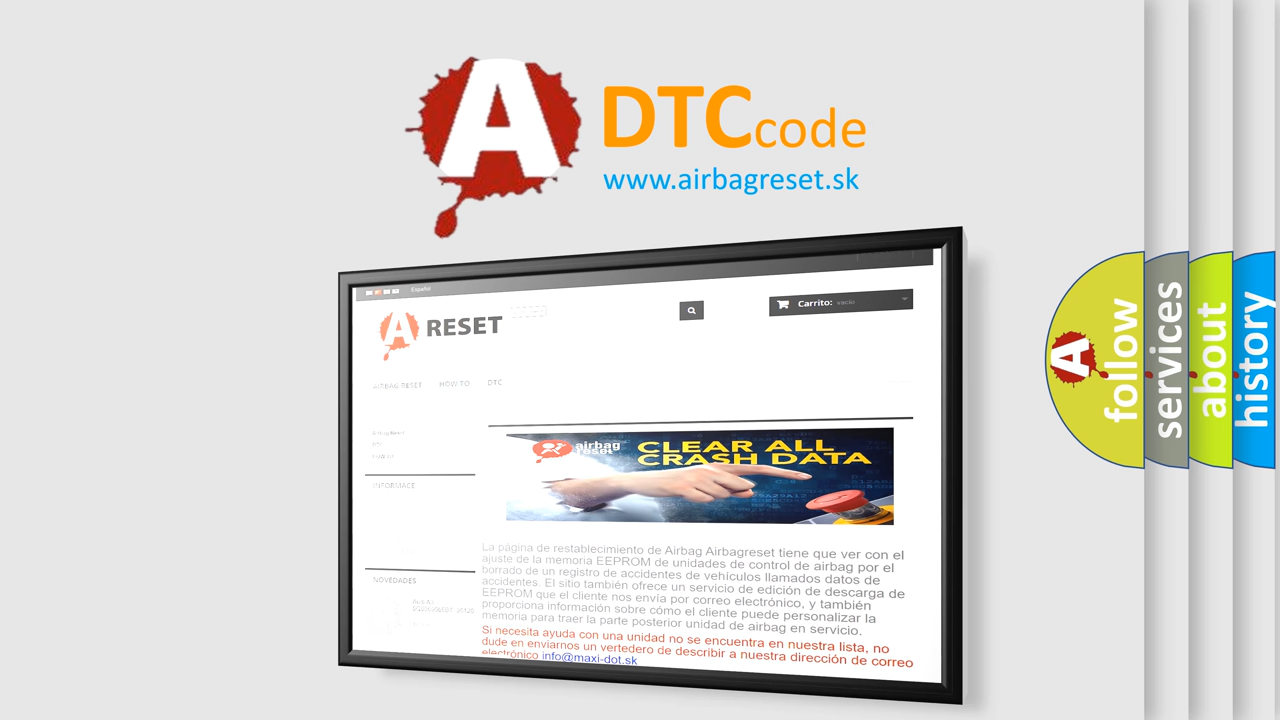 A DTCcode
www.airbagreset.sk
Español
A RESET
Carrito: vacío
AIRBAG RESET HOW TO DTC
INFORMACE
NOVEDADES
airbag
reset
CLEAR ALL
CRASH DATA
La página de restablecimiento de Airbag Airbagreset tiene que ver con el
ajuste de la memoria EEPROM de unidades de control de airbag por el
borrado de un registro de accidentes de vehículos llamados datos de
accidentes. El sitio también ofrece un servicio de edición de descarga de
EEPROM que el cliente nos envía por correo electrónico, y también
proporciona información sobre cómo el cliente puede personalizar la
memoria para traer la parte posterior unidad de airbag en servicio.
Si necesita ayuda con una unidad no se encuentra en nuestra lista, no
dude en enviarnos un vertedero de describir a nuestra dirección de correo
electrónico info@maxi-dot.sk
A
follow
services
about
history